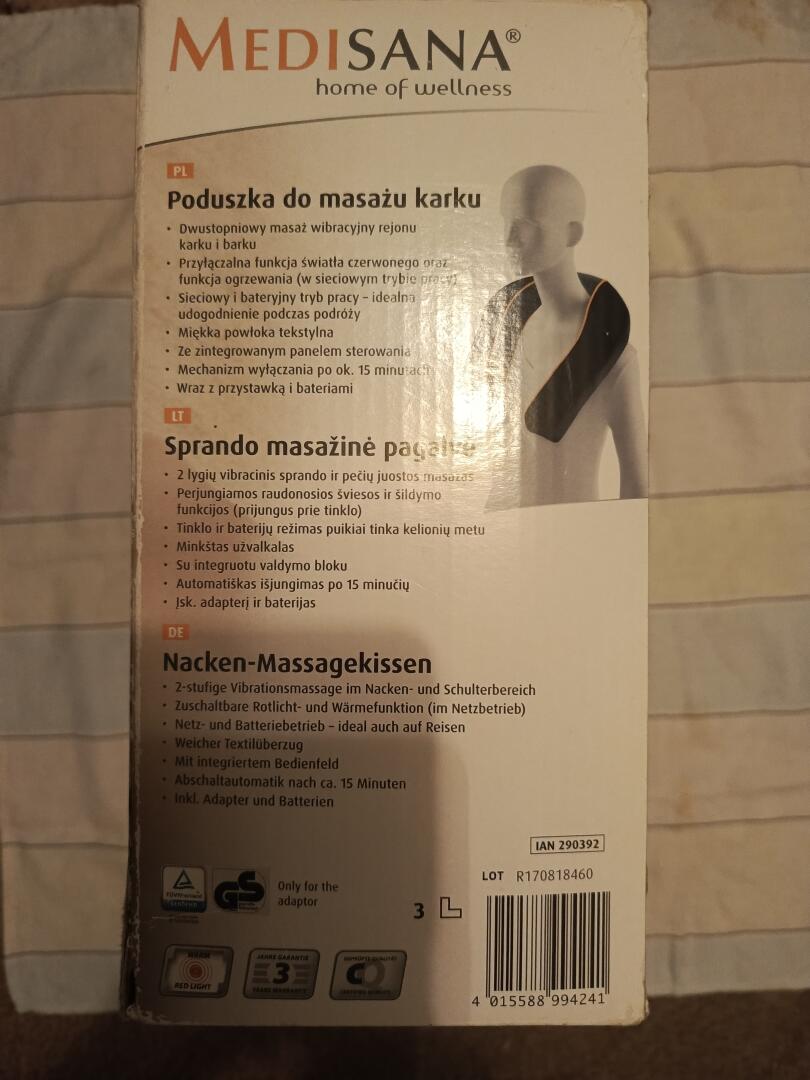 MEDISANA®
home of wellness
PL
Poduszka do masażu karku
• Dwustopniowy masaż wibracyjny rejonu
karku i barku
• Przyłączalna funkcja światła czerwonego oraz
funkcja ogrzewania (w sieciowym trybie pracy)
• Sieciowy i bateryjny tryb pracy – idealna
udogodnienie podczas podróży
• Miękka powłoka tekstylna
• Ze zintegrowanym panelem sterowania
• Mechanizm wyłączania po ok. 15 minutach
• Wraz z przystawką i bateriami
LT
Sprando masažinė pagalvė
• 2 lygių vibracinis sprando ir pečių juostos masažas
• Perjungiamos raudonosios šviesos ir šildymo
funkcijos (prijungus prie tinklo)
• Tinklo ir baterijų režimas puikiai tinka kelionių metu
• Minkštas užvalkalas
• Su integruotu valdymo bloku
• Automatiškas išjungimas po 15 minučių
• Įsk. adapterį ir baterijas
DE
Nacken-Massagekissen
• 2-stufige Vibrationsmassage im Nacken- und Schulterbereich
• Zuschaltbare Rotlicht- und Wärmefunktion (im Netzbetrieb)
• Netz- und Batteriebetrieb – ideal auch auf Reisen
• Weicher Textilüberzug
• Mit integriertem Bedienfeld
• Abschaltautomatik nach ca. 15 Minuten
• Inkl. Adapter und Batterien
IAN 290392
LOT R170818460
GS
Only for the
adaptor
3
WARM
RED LIGHT
JAHRE GARANTIE
3
YEARS WARRANTY
4 015588 994241